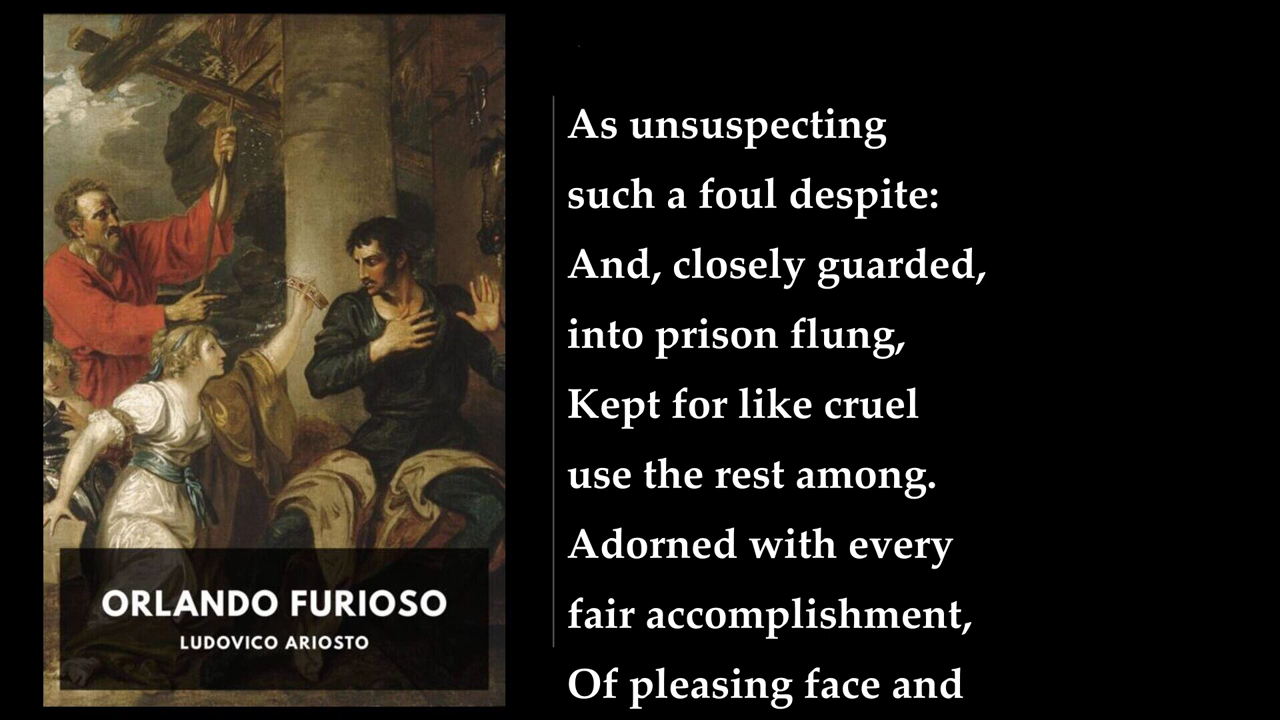 ORLANDO FURIOSO
LUDOVICO ARIOSTO
As unsuspecting
such a foul despite:
And, closely guarded,
into prison flung,
Kept for like cruel
use the rest among.
Adorned with every
fair accomplishment,
Of pleasing face and